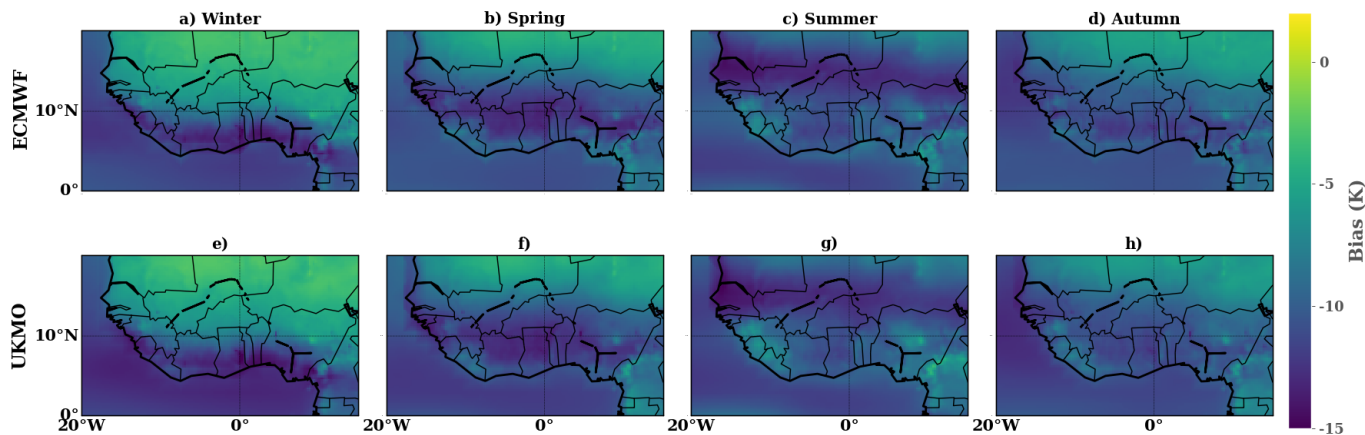 a) Winter
b) Spring
c) Summer
d) Autumn
ECMWF
10°N
0°
e)
f)
g)
h)
UKMO
10°N
0°
20°W
0°
20°W
0°
20°W
0°
20°W
0°
0
-5
-10
-15
Bias (K)